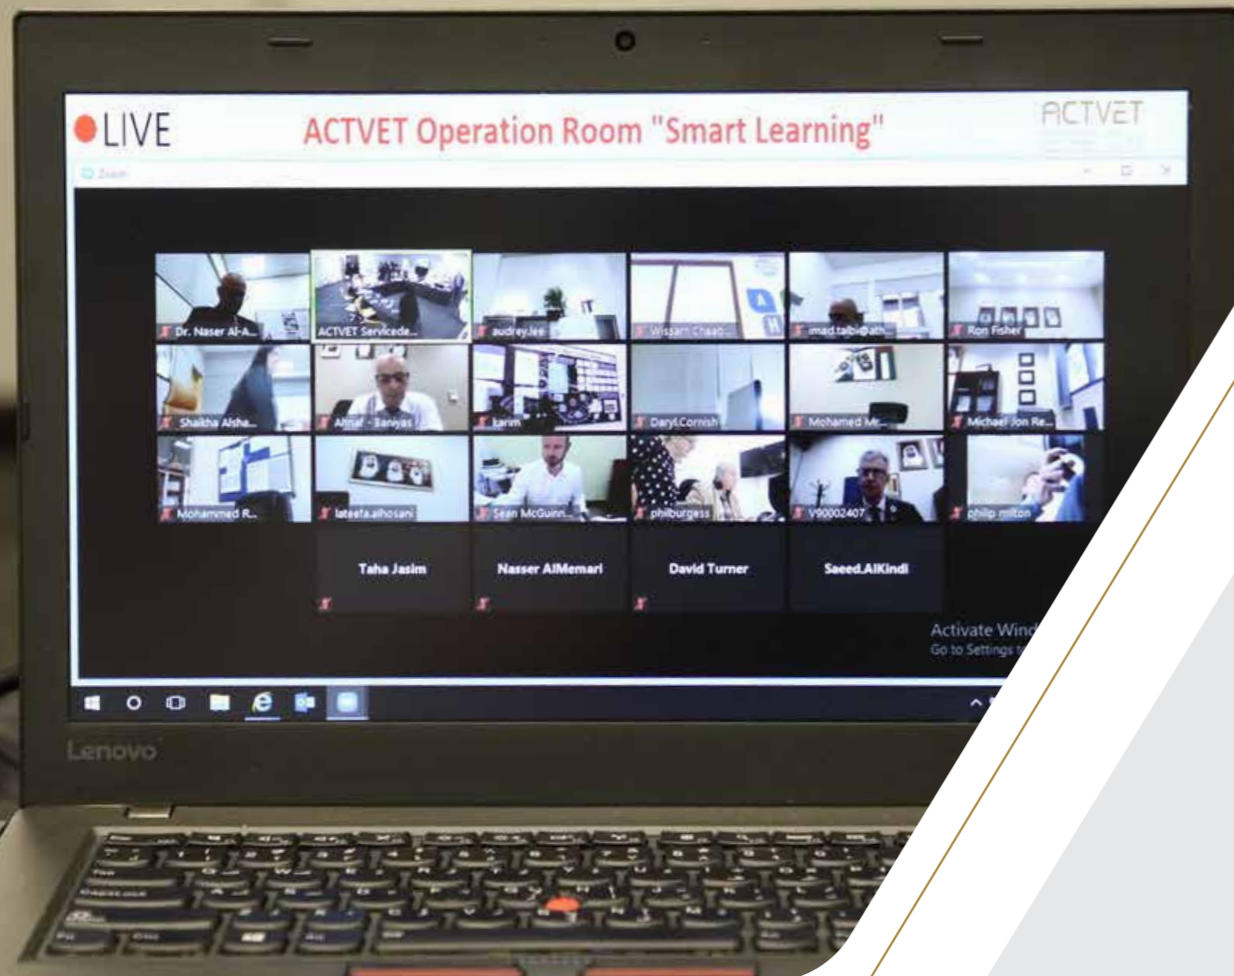 LIVE
ACTVET Operation Room "Smart Learning"
ACTVET
Zoom
Dr. Naser Al-A...
ACTVET Servicede...
audrey.lee
Wissam Chaab...
imad.talbi@ath...
Ron Fisher
Shaikha Alsha...
Ahnaf - Baniyas
karim
Daryl.Cornish
Mohamed Mr...
Michael Jon Re...
Mohammed R...
lateefa.alhosani
Sean McGuinn...
philburgess
V90002407
philip milton
Taha Jasim
Nasser AlMemari
David Turner
Saeed.AlKindi
Activate Wind
Go to Settings
Lenovo